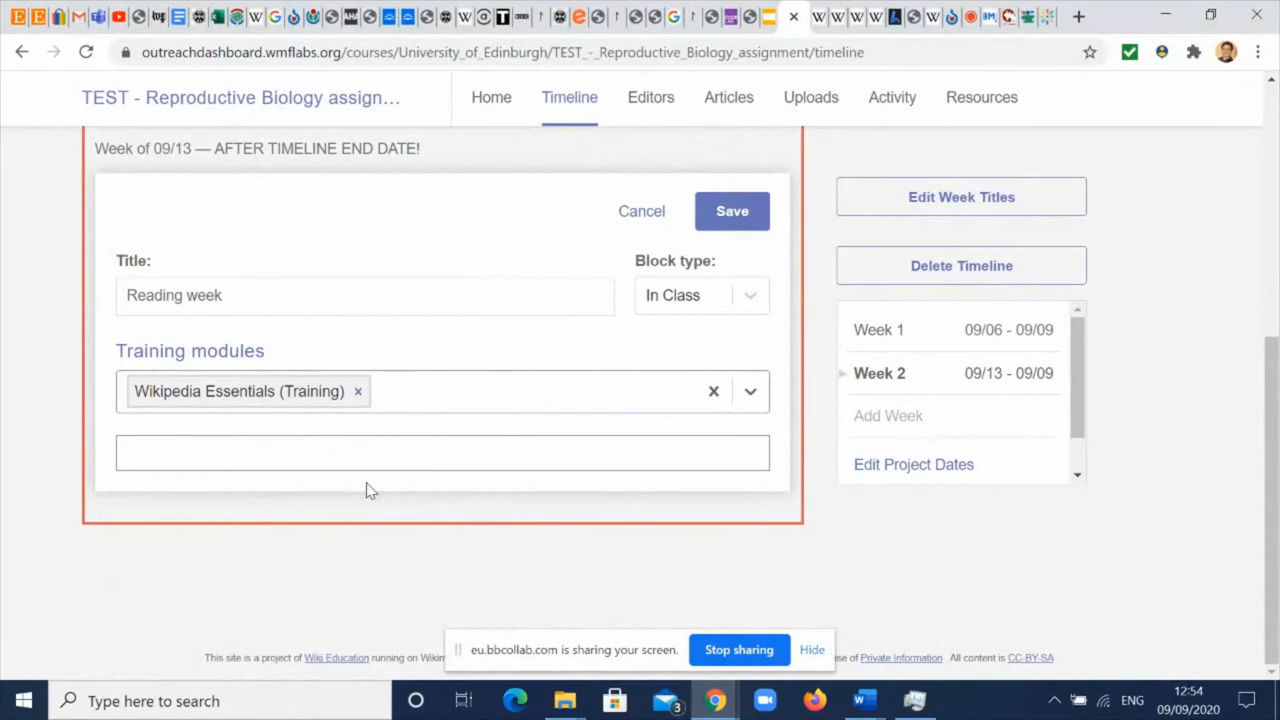 outreachdashboard.wmflabs.org/courses/University_of_Edinburgh/TEST_-_Reproductive_Biology_assignment/timeline
TEST - Reproductive Biology assign...
Home
Timeline
Editors
Articles
Uploads
Activity
Resources
Week of 09/13 — AFTER TIMELINE END DATE!
Cancel
Save
Title:
Block type:
Reading week
In Class
Training modules
Wikipedia Essentials (Training) ×
Edit Week Titles
Delete Timeline
Week 1 09/06 - 09/09
Week 2 09/13 - 09/09
Add Week
Edit Project Dates
This site is a project of Wiki Education running on Wikim
eu.bbcollab.com is sharing your screen.
Stop sharing
Hide
se of Private Information . All content is CC-BY-SA
Type here to search
3
ENG
12:54
09/09/2020